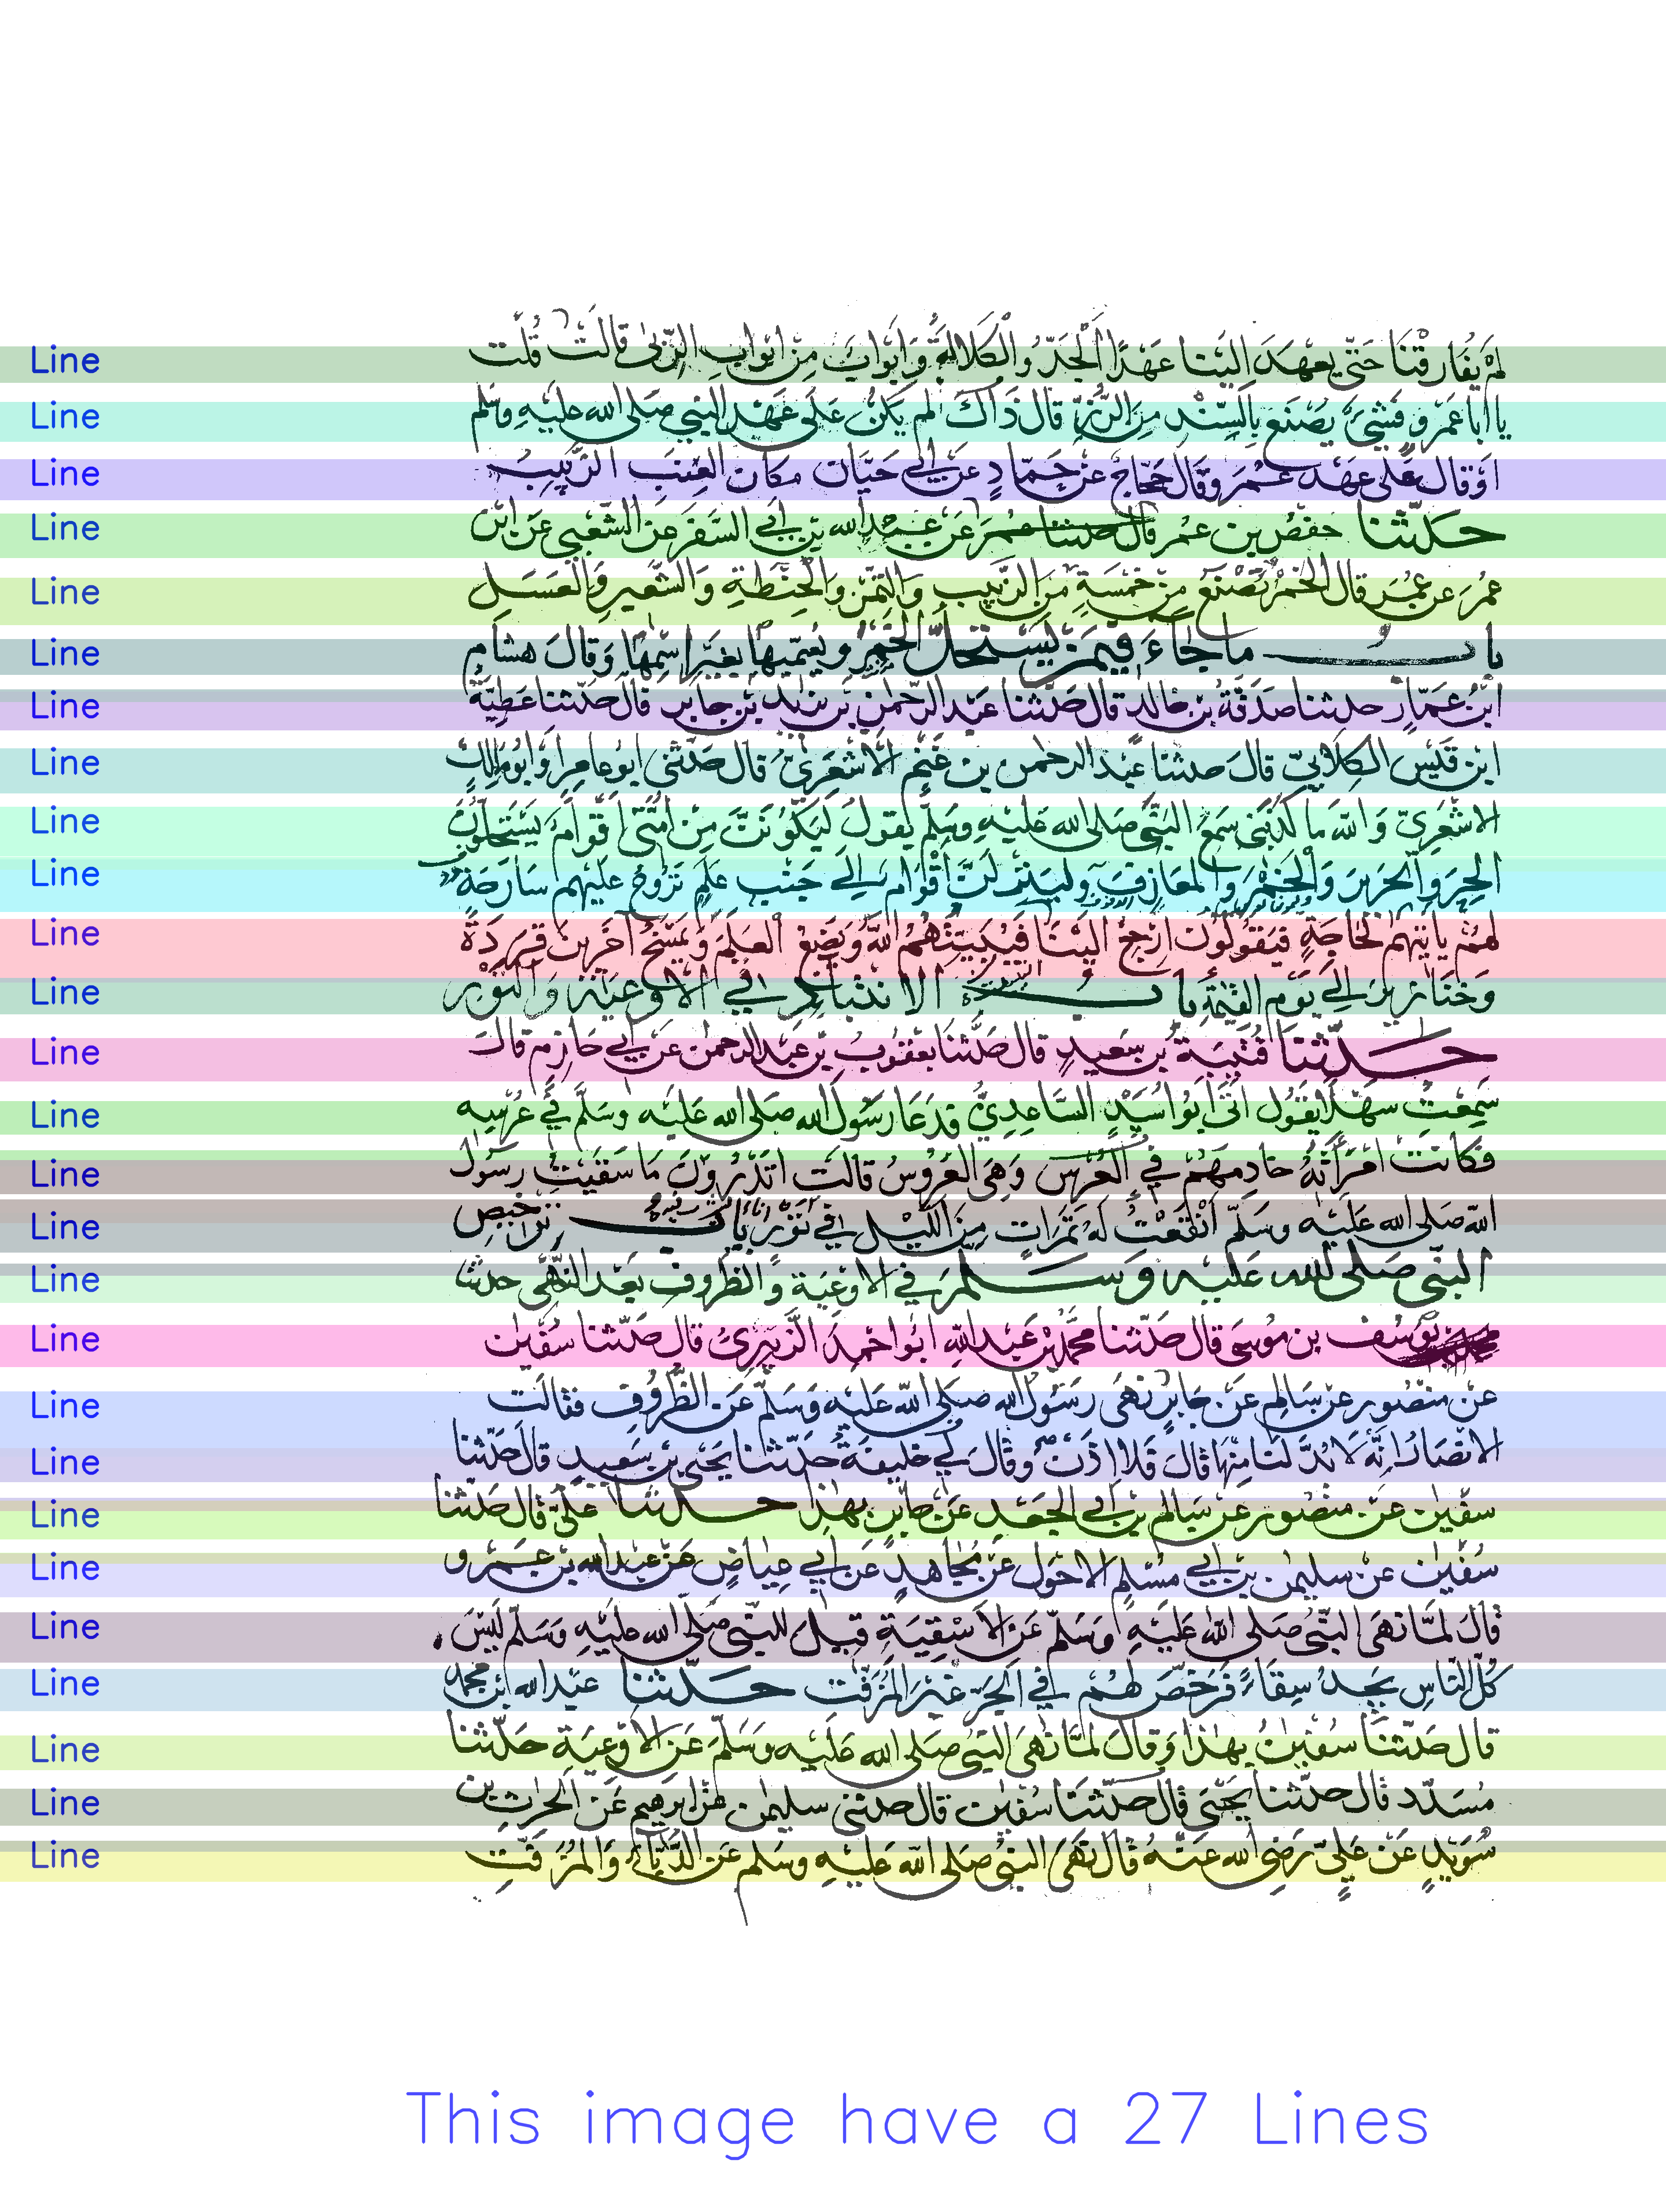 Line لم يفارقنا حتى يعهد الينا عهدا الجد والكلالة وابواب من ابواب الربى قالت قلت
Line يا ابا عمرو فشئ يصنع بالسند من الرز قال ذاك لم يكن على عهد النبي صلى الله عليه وسلم
Line او قال على عهد عمر وقال حجاج عن حماد عن ابي حيان مكان العنب الزبيب
Line حدثنا حفص بن عمر قال حدثنا عن عبد الله بن ابي السفر عن الشعبي عن ابن
Line عمر عن عمر قال الخمر تصنع من خمسة من الزبيب والتمر والحنطة والشعير والعسل
Line باب ما جاء فيمن يستحل الخمر ويسميها بغير اسمها وقال هشام
Line ابن عمار حدثنا صدقة بن خالد قال حدثنا عبد الرحمن بن يزيد بن جابر قال حدثنا عطية
Line ابن قيس الكلابي قال حدثنا عبد الرحمن بن غنم الاشعري قال حدثني ابو عامر او ابو مالك
Line الاشعري والله ما كذبني سمع النبي صلى الله عليه وسلم يقول ليكونن من امتي اقوام يستحلون
Line الحر والحرير والخمر والمعازف ولينزلن اقوام الى جنب علم تروح عليهم سارحة
Line لهم ياتيهم لحاجة فيقولون ارجع الينا فيبيتهم الله ويضع العلم ويمسخ اخرين قردة
Line وخنازير الى يوم القيمة باب الانتباذ في الاوعية والتور
Line حدثنا قتيبة بن سعيد قال حدثنا يعقوب بن عبد الرحمن عن ابي حازم قال
Line سمعت سهلا يقول اتى ابو اسيد الساعدي فدعا رسول الله صلى الله عليه وسلم في عرسه
Line فكانت امراته خادمهم في العرس وهي العروس قالت اتدرون ما سقيت رسول
Line الله صلى الله عليه وسلم انقعت له تمرات من الليل في تور باب ترخيص
Line النبي صلى الله عليه وسلم في الاوعية والظروف بعد النهي حدثنا
Line يوسف بن موسى قال حدثنا محمد بن عبد الله ابو احمد الزبيري قال حدثنا سفين
Line عن منصور عن سالم عن جابر نهى رسول الله صلى الله عليه وسلم عن الظروف فقالت
Line الانصار انه لا بد لنا منها قال فلا اذن وقال لي خليفة حدثنا يحيى بن سعيد قال حدثنا
Line سفين عن منصور عن سالم بن ابي الجعد عن جابر بهذا حدثنا علي قال حدثنا
Line سفين عن سليمن بن ابي مسلم الاحول عن مجاهد عن ابي عياض عن عبد الله بن عمرو
Line قال لما نهى النبي صلى الله عليه وسلم عن الاسقية قيل للنبي صلى الله عليه وسلم ليس
Line كل الناس يجد سقاء فرخص لهم في الجر غير المزفت حدثنا عبد الله ابن محمد
Line قال حدثنا سفين بهذا وقال لما نهى النبي صلى الله عليه وسلم عن الاوعية حدثنا
Line مسدد قال حدثنا يحيى قال حدثنا سفين قال حدثني سليمن عن ابرهيم عن الحرث بن
Line سويد عن علي رضي الله عنه قال نهى النبي صلى الله عليه وسلم عن الدباء والمزفت
This image have a 27 Lines